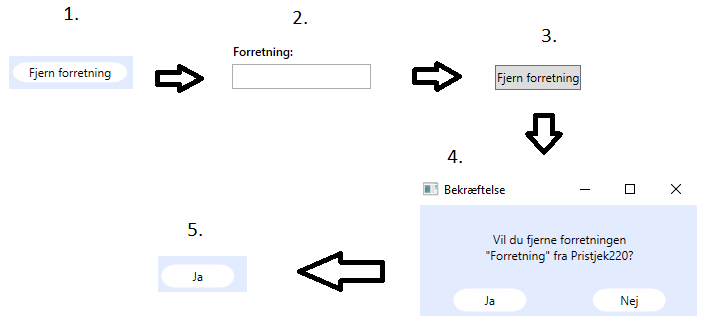 1.
Fjern forretning
2.
Forretning:
3.
Fjern forretning
4.
Bekræftelse
Vil du fjerne forretningen
"Forretning" fra Pristjek220?
Ja
Nej
5.
Ja